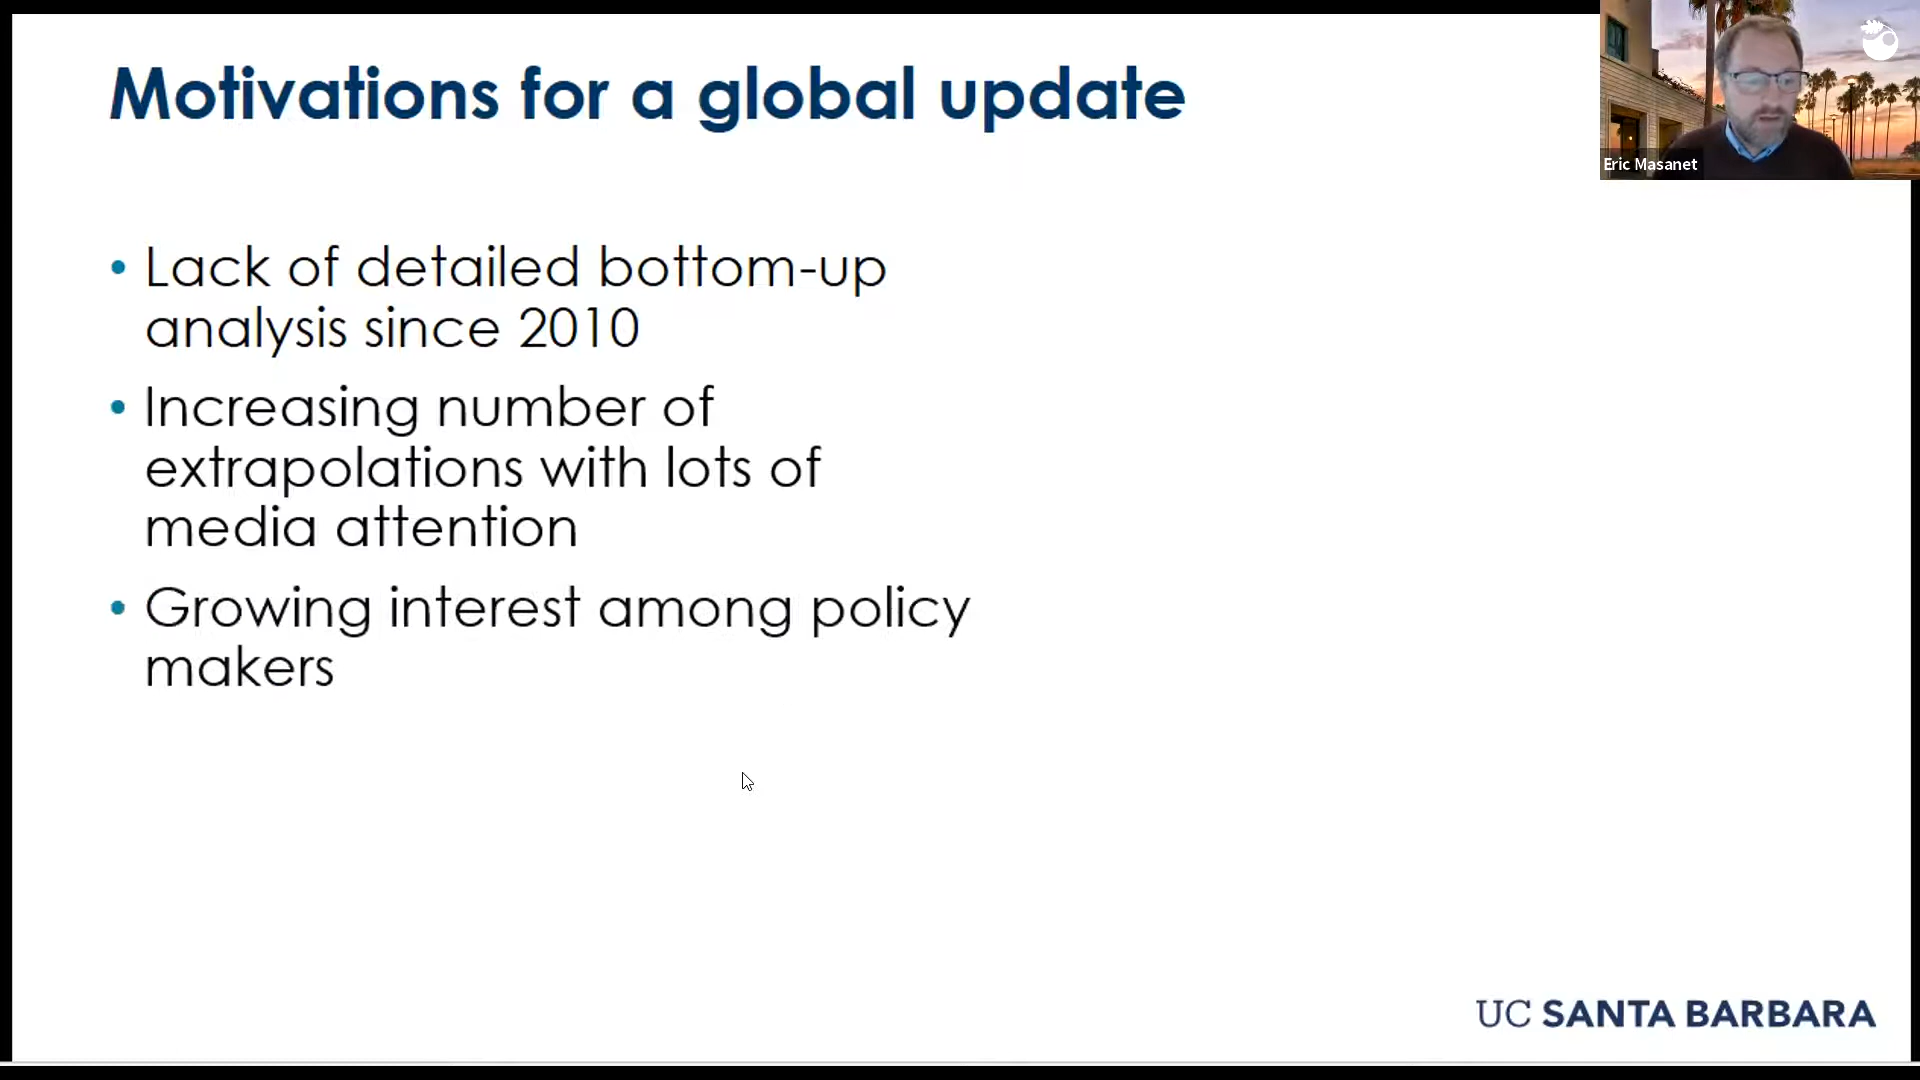 Motivations for a global update
Eric Masanet
• Lack of detailed bottom-up
analysis since 2010
• Increasing number of
extrapolations with lots of
media attention
• Growing interest among policy
makers
UC SANTA BARBARA